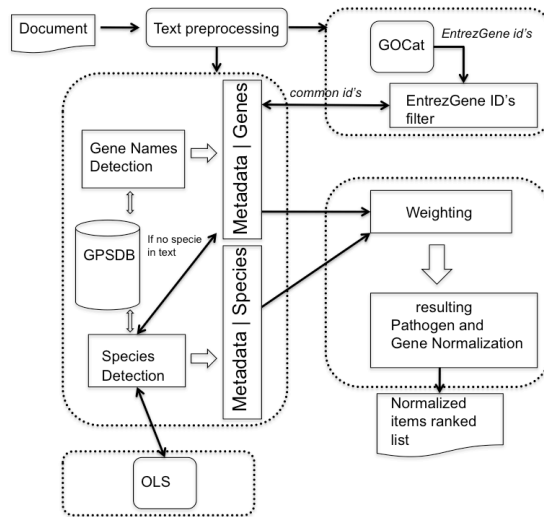 Document
Text preprocessing
GOCat
EntrezGene id's
common id's
EntrezGene ID's
filter
Gene Names
Detection
Metadata | Genes
GPSDB
If no specie
in text
Weighting
Species
Detection
Metadata | Species
resulting
Pathogen and
Gene Normalization
Normalized
items ranked
list
OLS